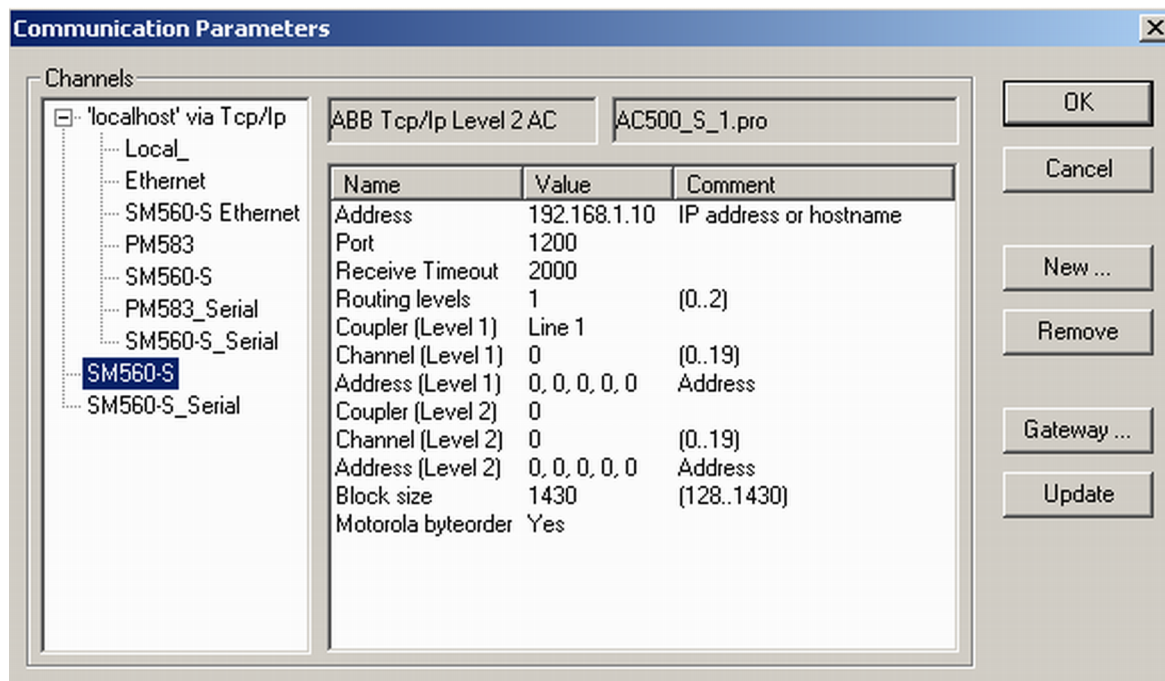 Communication Parameters
Channels
'localhost' via Tcp/Ip
Local_
Ethernet
SM560-S Ethernet
PM583
SM560-S
PM583_Serial
SM560-S_Serial
SM560-S
SM560-S_Serial
ABB Tcp/Ip Level 2 AC
AC500_S_1.pro
Name Value Comment
Address 192.168.1.10 IP address or hostname
Port 1200
Receive Timeout 2000
Routing levels 1 (0..2)
Coupler (Level 1) Line 1
Channel (Level 1) 0 (0..19)
Address (Level 1) 0, 0, 0, 0, 0 Address
Coupler (Level 2) 0
Channel (Level 2) 0 (0..19)
Address (Level 2) 0, 0, 0, 0, 0 Address
Block size 1430 (128..1430)
Motorola byteorder Yes
OK
Cancel
New ...
Remove
Gateway ...
Update